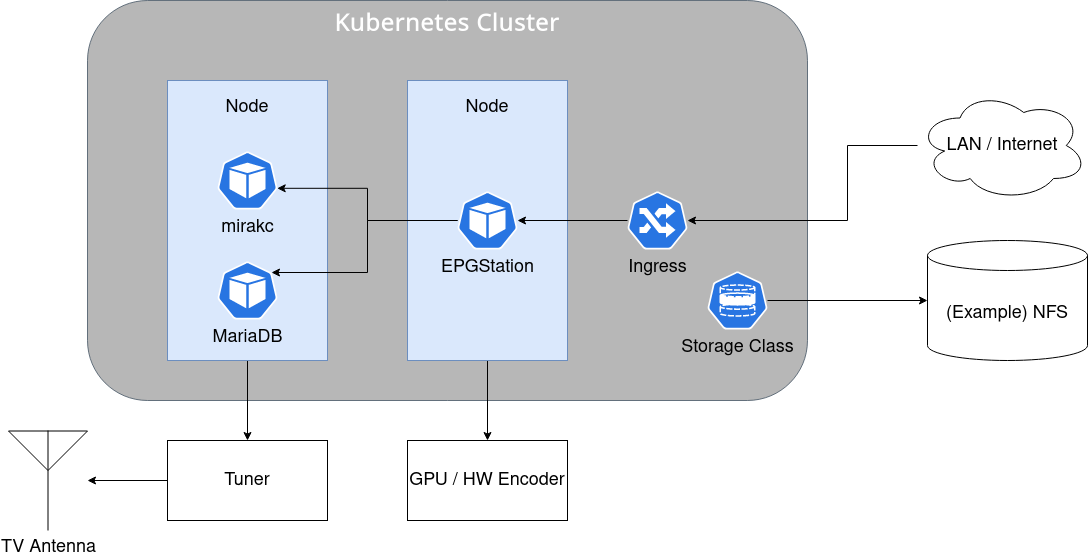 Kubernetes Cluster
Node
Node
mirakc
MariaDB
EPGStation
Ingress
Storage Class
LAN / Internet
(Example) NFS
Tuner
GPU / HW Encoder
TV Antenna